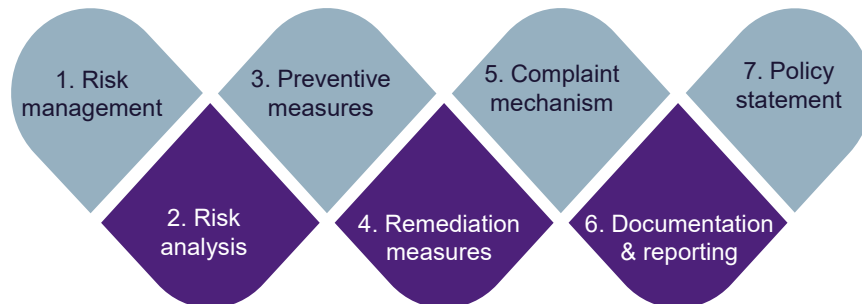 1. Risk
management
2. Risk
analysis
3. Preventive
measures
4. Remediation
measures
5. Complaint
mechanism
6. Documentation
& reporting
7. Policy
statement